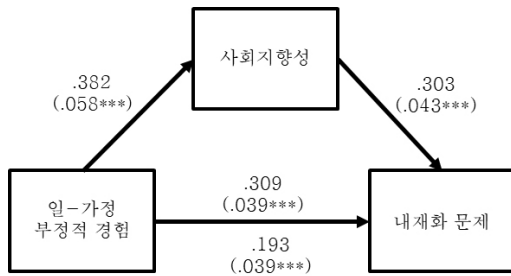 사회지향성
.382
(.058***)
.303
(.043***)
일-가정
부정적 경험
.309
(.039***)
내재화 문제
.193
(.039***)